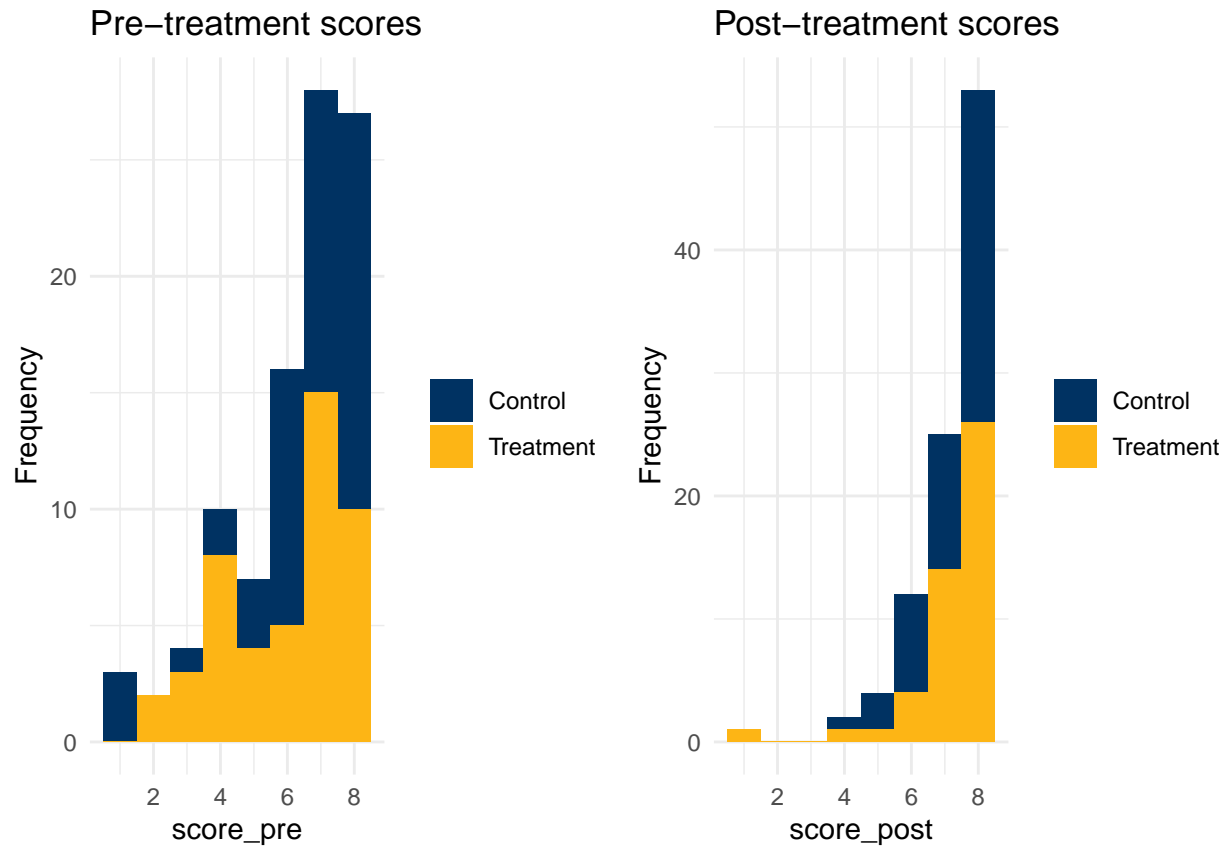 Pre−treatment scores
Frequency
20
10
0
2 4 6 8
score_pre
Control
Treatment
Post−treatment scores
Frequency
40
20
0
2 4 6 8
score_post
Control
Treatment